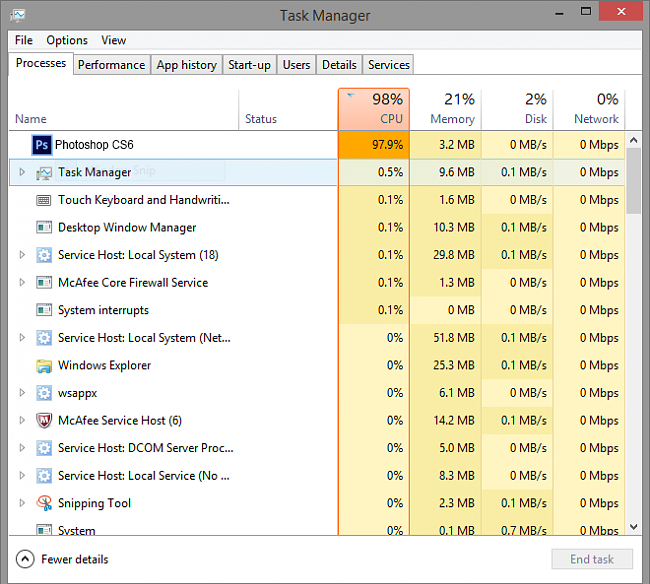 Task Manager
File Options View
Processes Performance App history Start-up Users Details Services
98% 21% 2% 0%
Name Status CPU Memory Disk Network
Ps Photoshop CS6 97.9% 3.2 MB 0 MB/s 0 Mbps
Task Manager 0.5% 9.6 MB 0.1 MB/s 0 Mbps
Touch Keyboard and Handwriti... 0.1% 1.6 MB 0 MB/s 0 Mbps
Desktop Window Manager 0.1% 10.3 MB 0.1 MB/s 0 Mbps
Service Host: Local System (18) 0.1% 29.8 MB 0.1 MB/s 0 Mbps
McAfee Core Firewall Service 0.1% 1.3 MB 0 MB/s 0 Mbps
System interrupts 0.1% 0 MB 0 MB/s 0 Mbps
Service Host: Local System (Net... 0% 51.8 MB 0.1 MB/s 0 Mbps
Windows Explorer 0% 25.3 MB 0.1 MB/s 0 Mbps
wsappx 0% 6.1 MB 0 MB/s 0 Mbps
McAfee Service Host (6) 0% 14.2 MB 0.1 MB/s 0 Mbps
Service Host: DCOM Server Proc... 0% 5.0 MB 0 MB/s 0 Mbps
Service Host: Local Service (No ... 0% 8.3 MB 0 MB/s 0 Mbps
Snipping Tool 0% 2.3 MB 0.1 MB/s 0 Mbps
System 0% 0.1 MB 0.7 MB/s 0 Mbps
Fewer details End task